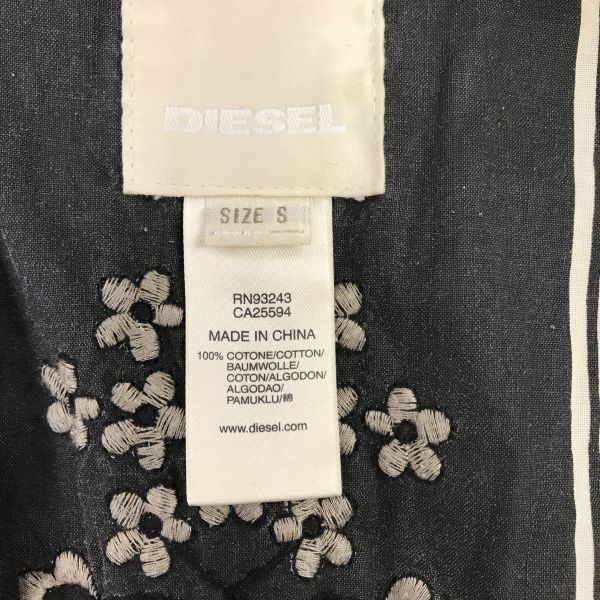 DIESEL
SIZE S
RN93243
CA25594
MADE IN CHINA
100% COTONE/COTTON/
BAUMWOLLE/
COTON/ALGODON/
ALGODAO/
PAMUKLU/綿
www.diesel.com